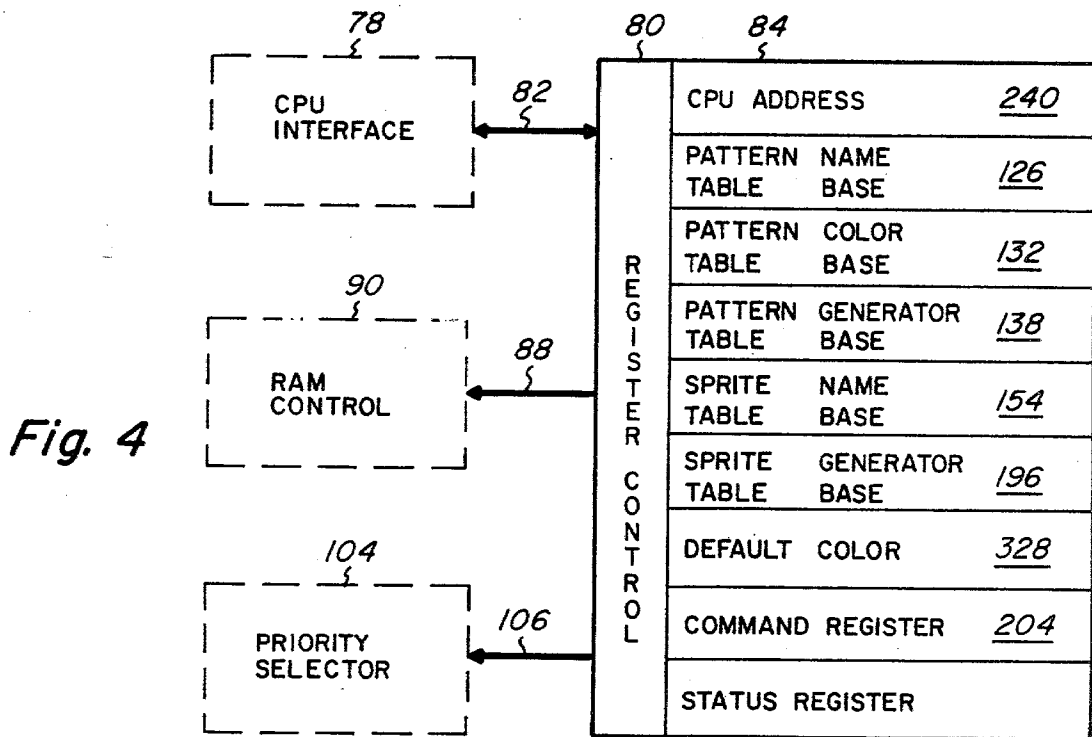 78
CPU
INTERFACE
82
90
RAM
CONTROL
88
Fig. 4
104
PRIORITY
SELECTOR
106
80
84
REGISTER CONTROL
CPU ADDRESS 240
PATTERN NAME
TABLE BASE 126
PATTERN COLOR
TABLE BASE 132
PATTERN GENERATOR
TABLE BASE 138
SPRITE NAME
TABLE BASE 154
SPRITE GENERATOR
TABLE BASE 196
DEFAULT COLOR 328
COMMAND REGISTER 204
STATUS REGISTER